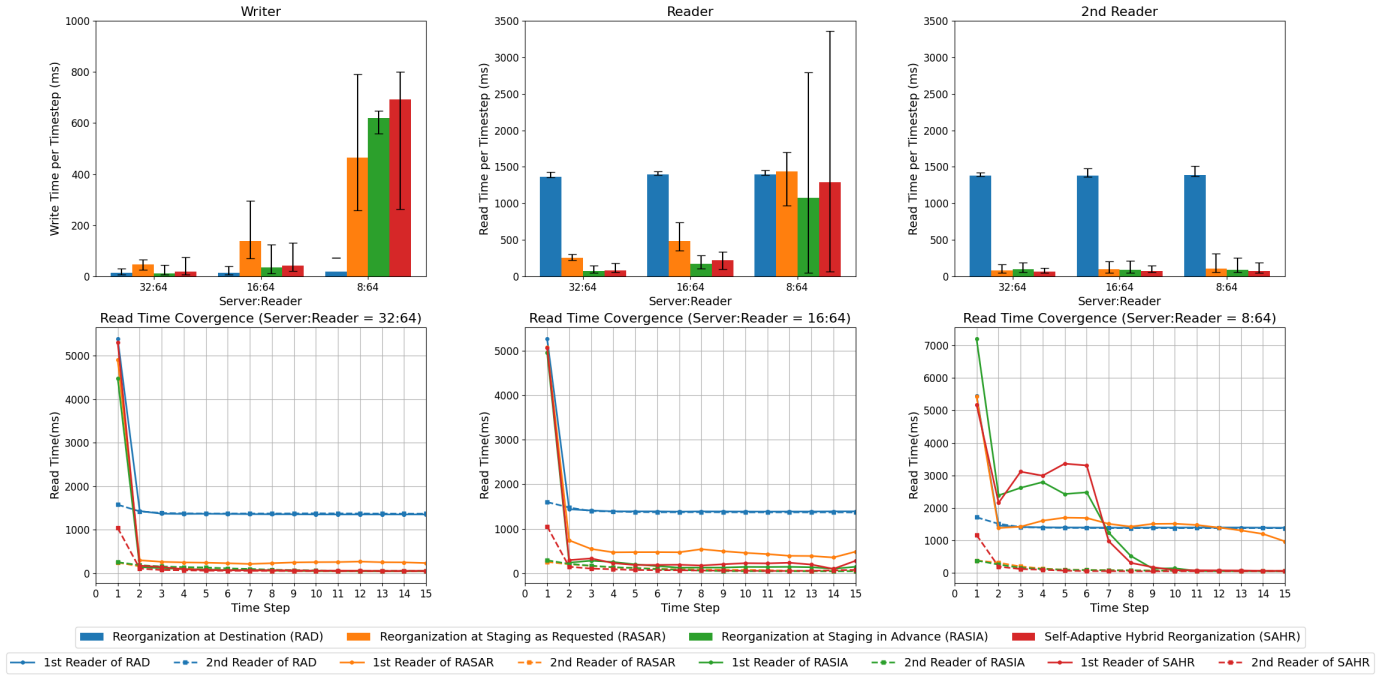 Writer
Write Time per Timestep (ms)
1000
800
600
400
200
0
32:64 16:64 8:64
Server:Reader
Reader
Read Time per Timestep (ms)
3500
3000
2500
2000
1500
1000
500
0
32:64 16:64 8:64
Server:Reader
2nd Reader
Read Time per Timestep (ms)
3500
3000
2500
2000
1500
1000
500
0
32:64 16:64 8:64
Server:Reader
Read Time Covergence (Server:Reader = 32:64)
Read Time(ms)
5000
4000
3000
2000
1000
0
0 1 2 3 4 5 6 7 8 9 10 11 12 13 14 15
Time Step
Read Time Covergence (Server:Reader = 16:64)
Read Time(ms)
5000
4000
3000
2000
1000
0
0 1 2 3 4 5 6 7 8 9 10 11 12 13 14 15
Time Step
Read Time Covergence (Server:Reader = 8:64)
Read Time(ms)
7000
6000
5000
4000
3000
2000
1000
0
0 1 2 3 4 5 6 7 8 9 10 11 12 13 14 15
Time Step
Reorganization at Destination (RAD) Reorganization at Staging as Requested (RASAR) Reorganization at Staging in Advance (RASIA) Self-Adaptive Hybrid Reorganization (SAHR)
1st Reader of RAD 2nd Reader of RAD 1st Reader of RASAR 2nd Reader of RASAR 1st Reader of RASIA 2nd Reader of RASIA 1st Reader of SAHR 2nd Reader of SAHR